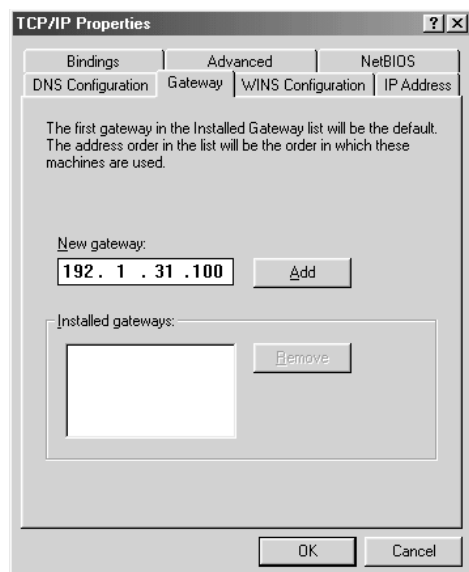 TCP/IP Properties
? ×
Bindings Advanced NetBIOS
DNS Configuration Gateway WINS Configuration IP Address
The first gateway in the Installed Gateway list will be the default.
The address order in the list will be the order in which these
machines are used.
New gateway:
192. 1 .31 .100 Add
Installed gateways:
Remove
OK Cancel